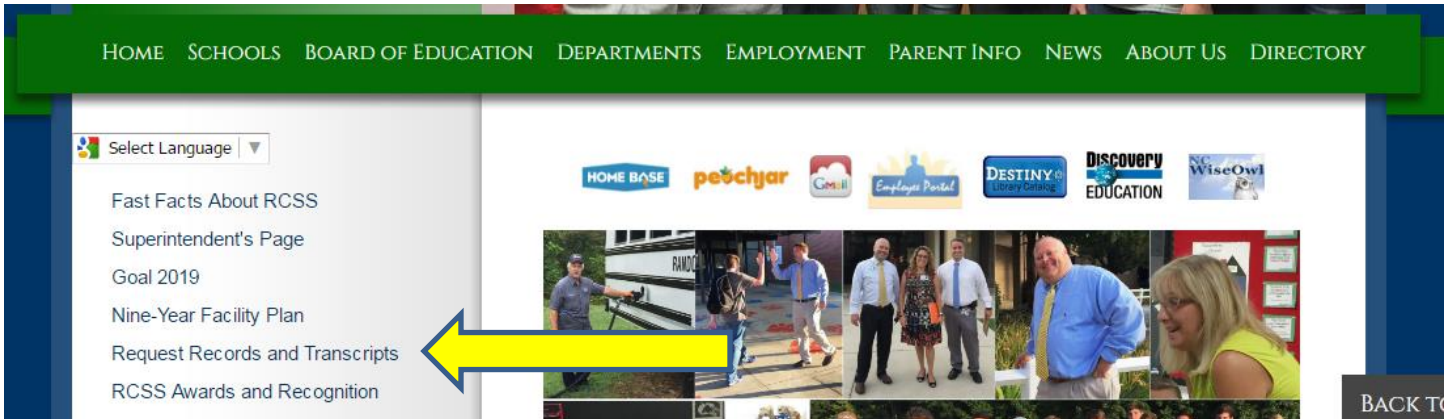 HOME SCHOOLS BOARD OF EDUCATION DEPARTMENTS EMPLOYMENT PARENT INFO NEWS ABOUT US DIRECTORY
Select Language
HOME BASE peachjar Gmail Employee Portal DESTINY Library Catalog Discovery EDUCATION NC WiseOwl
Fast Facts About RCSS
Superintendent's Page
Goal 2019
Nine-Year Facility Plan
Request Records and Transcripts
RCSS Awards and Recognition
BACK TO